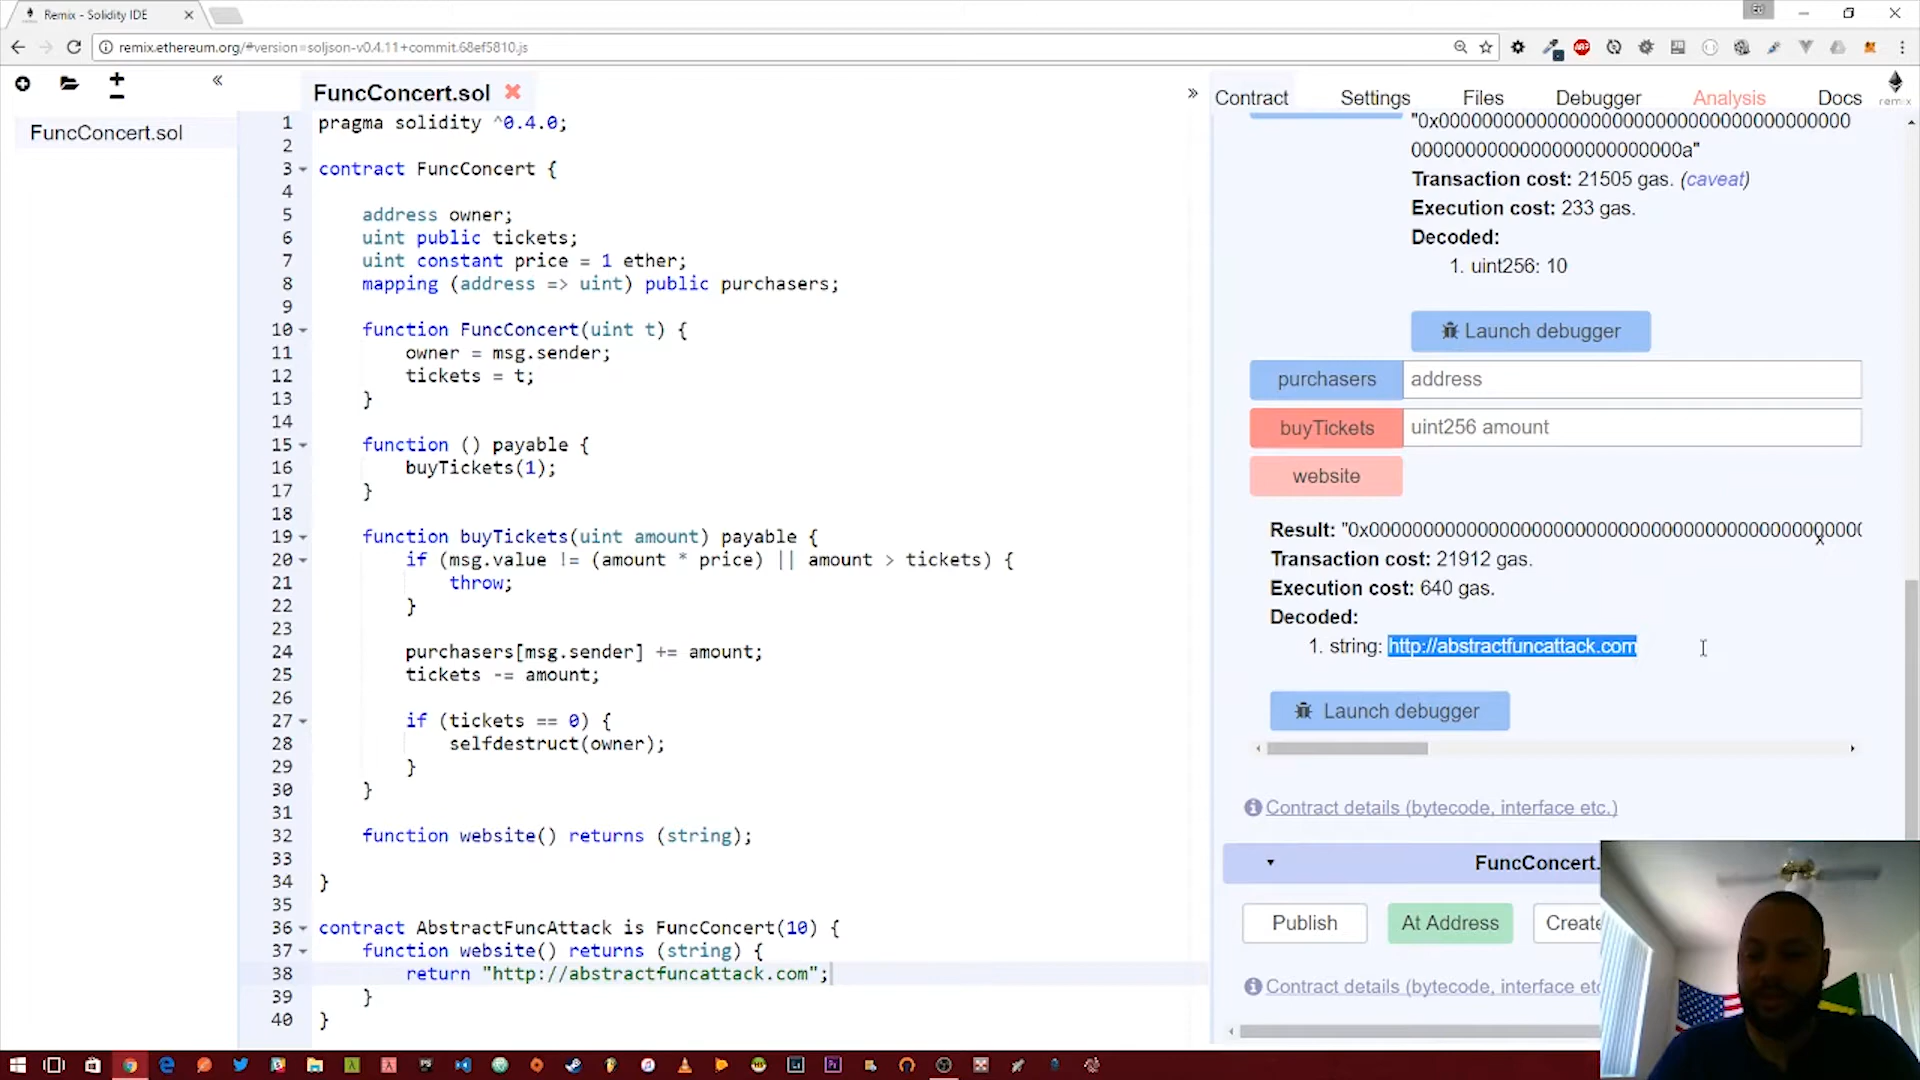 Remix - Solidity IDE
remix.ethereum.org/#version=soljson-v0.4.11+commit.68ef5810.js
FuncConcert.sol
FuncConcert.sol
1 pragma solidity ^0.4.0;
2
3 contract FuncConcert {
4
5 address owner;
6 uint public tickets;
7 uint constant price = 1 ether;
8 mapping (address => uint) public purchasers;
9
10 function FuncConcert(uint t) {
11 owner = msg.sender;
12 tickets = t;
13 }
14
15 function () payable {
16 buyTickets(1);
17 }
18
19 function buyTickets(uint amount) payable {
20 if (msg.value != (amount * price) || amount > tickets) {
21 throw;
22 }
23
24 purchasers[msg.sender] += amount;
25 tickets -= amount;
26
27 if (tickets == 0) {
28 selfdestruct(owner);
29 }
30 }
31
32 function website() returns (string);
33
34 }
35
36 contract AbstractFuncAttack is FuncConcert(10) {
37 function website() returns (string) {
38 return "http://abstractfuncattack.com";
39 }
40 }
Contract Settings Files Debugger Analysis Docs
remix
Transaction cost: 21505 gas. (caveat)
Execution cost: 233 gas.
Decoded:
1. uint256: 10
Launch debugger
purchasers address
buyTickets uint256 amount
website
Transaction cost: 21912 gas.
Execution cost: 640 gas.
Decoded:
1. string: http://abstractfuncattack.com
Launch debugger
Contract details (bytecode, interface etc.)
FuncConcert.
Publish At Address Create
Contract details (bytecode, interface etc